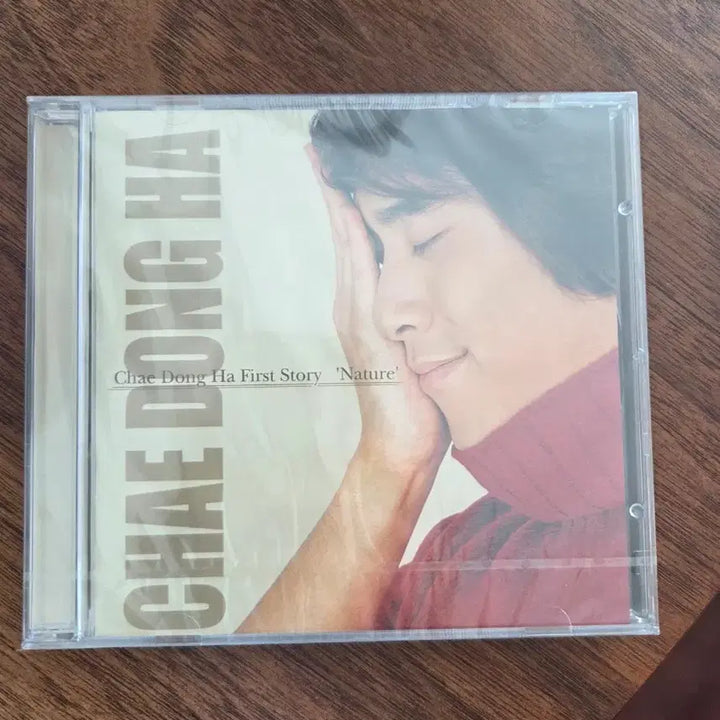 CHAE DONG HA
Chae Dong Ha First Story 'Nature'